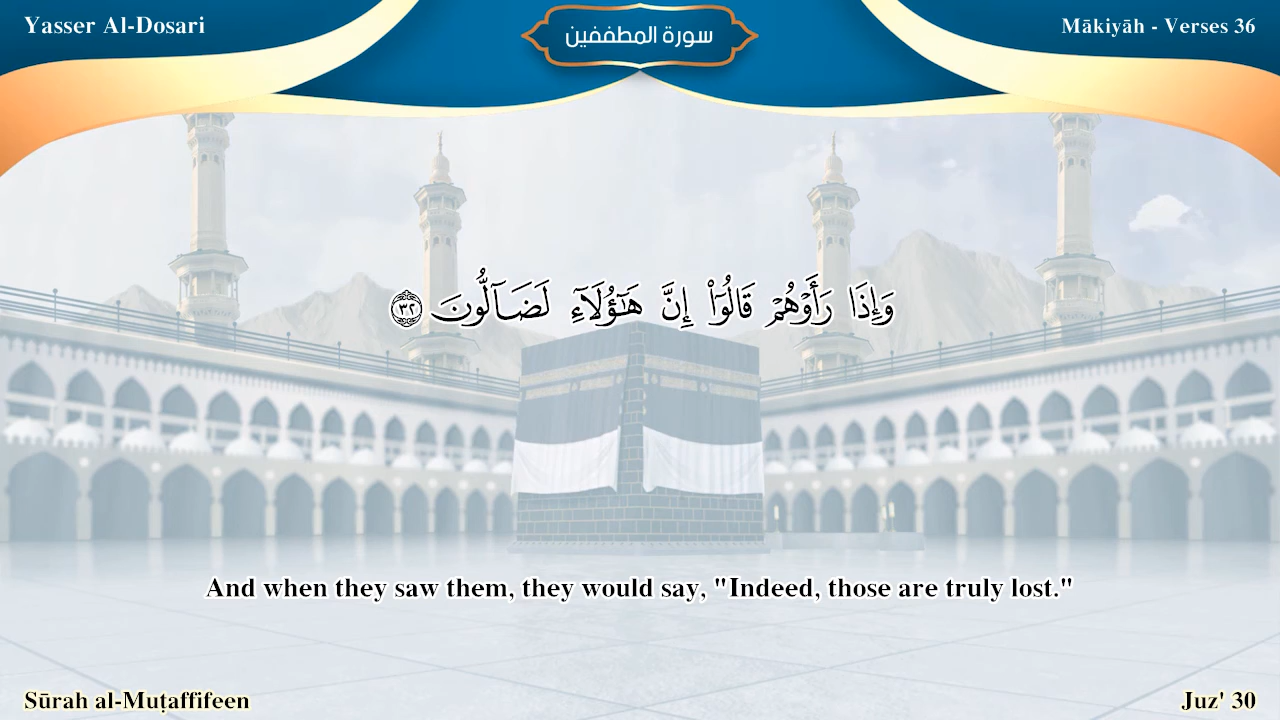 Yasser Al-Dosari
سورة المطففين
Mākiyāh - Verses 36
وَإِذَا رَأَوْهُمْ قَالُوٓا۟ إِنَّ هَـٰٓؤُلَآءِ لَضَآلُّونَ ٣٢
And when they saw them, they would say, "Indeed, those are truly lost."
Sūrah al-Muṭaffifeen
Juz' 30